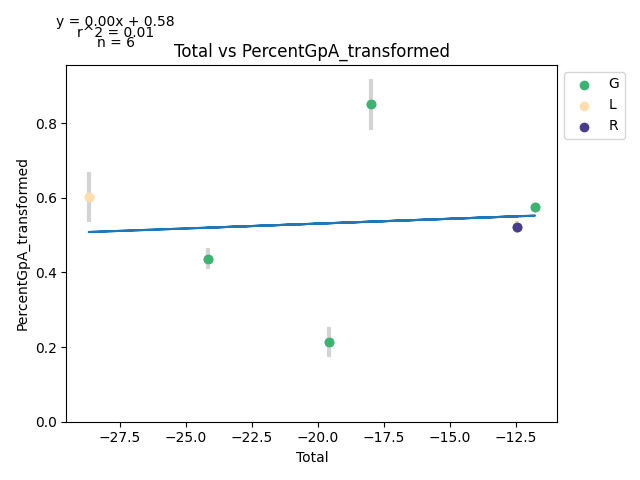 y = 0.00x + 0.58
r^2 = 0.01
n = 6
Total vs PercentGpA_transformed
G
L
R
PercentGpA_transformed
0.8
0.6
0.4
0.2
0.0
−27.5 −25.0 −22.5 −20.0 −17.5 −15.0 −12.5
Total